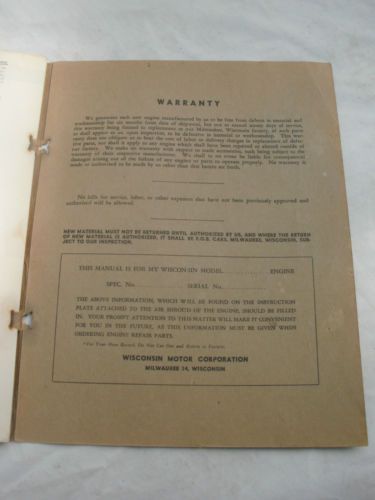 WARRANTY
We guarantee each new engine manufactured by us to be free from defects in material and
workmanship for six months from date of shipment, but not to exceed ninety days of service,
this warranty being limited to replacement at our Milwaukee, Wisconsin factory, of such parts
as shall appear to us upon inspection, to be defective in material or workmanship. This war-
ranty does not obligate us to bear the cost of labor or delivery charges in replacement of defec-
tive parts, nor shall it apply to any engine which shall have been repaired or altered outside of
our factory. We make no warranty with respect to trade accessories, such being subject to the
warranty of their respective manufacturers. We shall in no event be liable for consequential
damages arising out of the failure of any engine or parts to operate properly. No warranty is
made or authorized to be made by us other than that herein set forth.
No bills for service, labor, or other expenses that have not been previously approved and
authorized will be allowed.
NEW MATERIAL MUST NOT BE RETURNED UNTIL AUTHORIZED BY US, AND WHERE THE RETURN
OF NEW MATERIAL IS AUTHORIZED, IT SHALL BE F.O.B. CARS, MILWAUKEE, WISCONSIN, SUB-
JECT TO OUR INSPECTION.
THIS MANUAL IS FOR MY WISCONSIN MODEL ............ ENGINE
SPEC. No. ............ SERIAL No. ............
THE ABOVE INFORMATION, WHICH WILL BE FOUND ON THE INSTRUCTION
PLATE ATTACHED TO THE AIR SHROUD OF THE ENGINE, SHOULD BE FILLED
IN. YOUR PROMPT ATTENTION TO THIS MATTER WILL MAKE IT CONVENIENT
FOR YOU IN THE FUTURE, AS THIS INFORMATION MUST BE GIVEN WHEN
ORDERING ENGINE REPAIR PARTS.
WISCONSIN MOTOR CORPORATION
MILWAUKEE 14, WISCONSIN